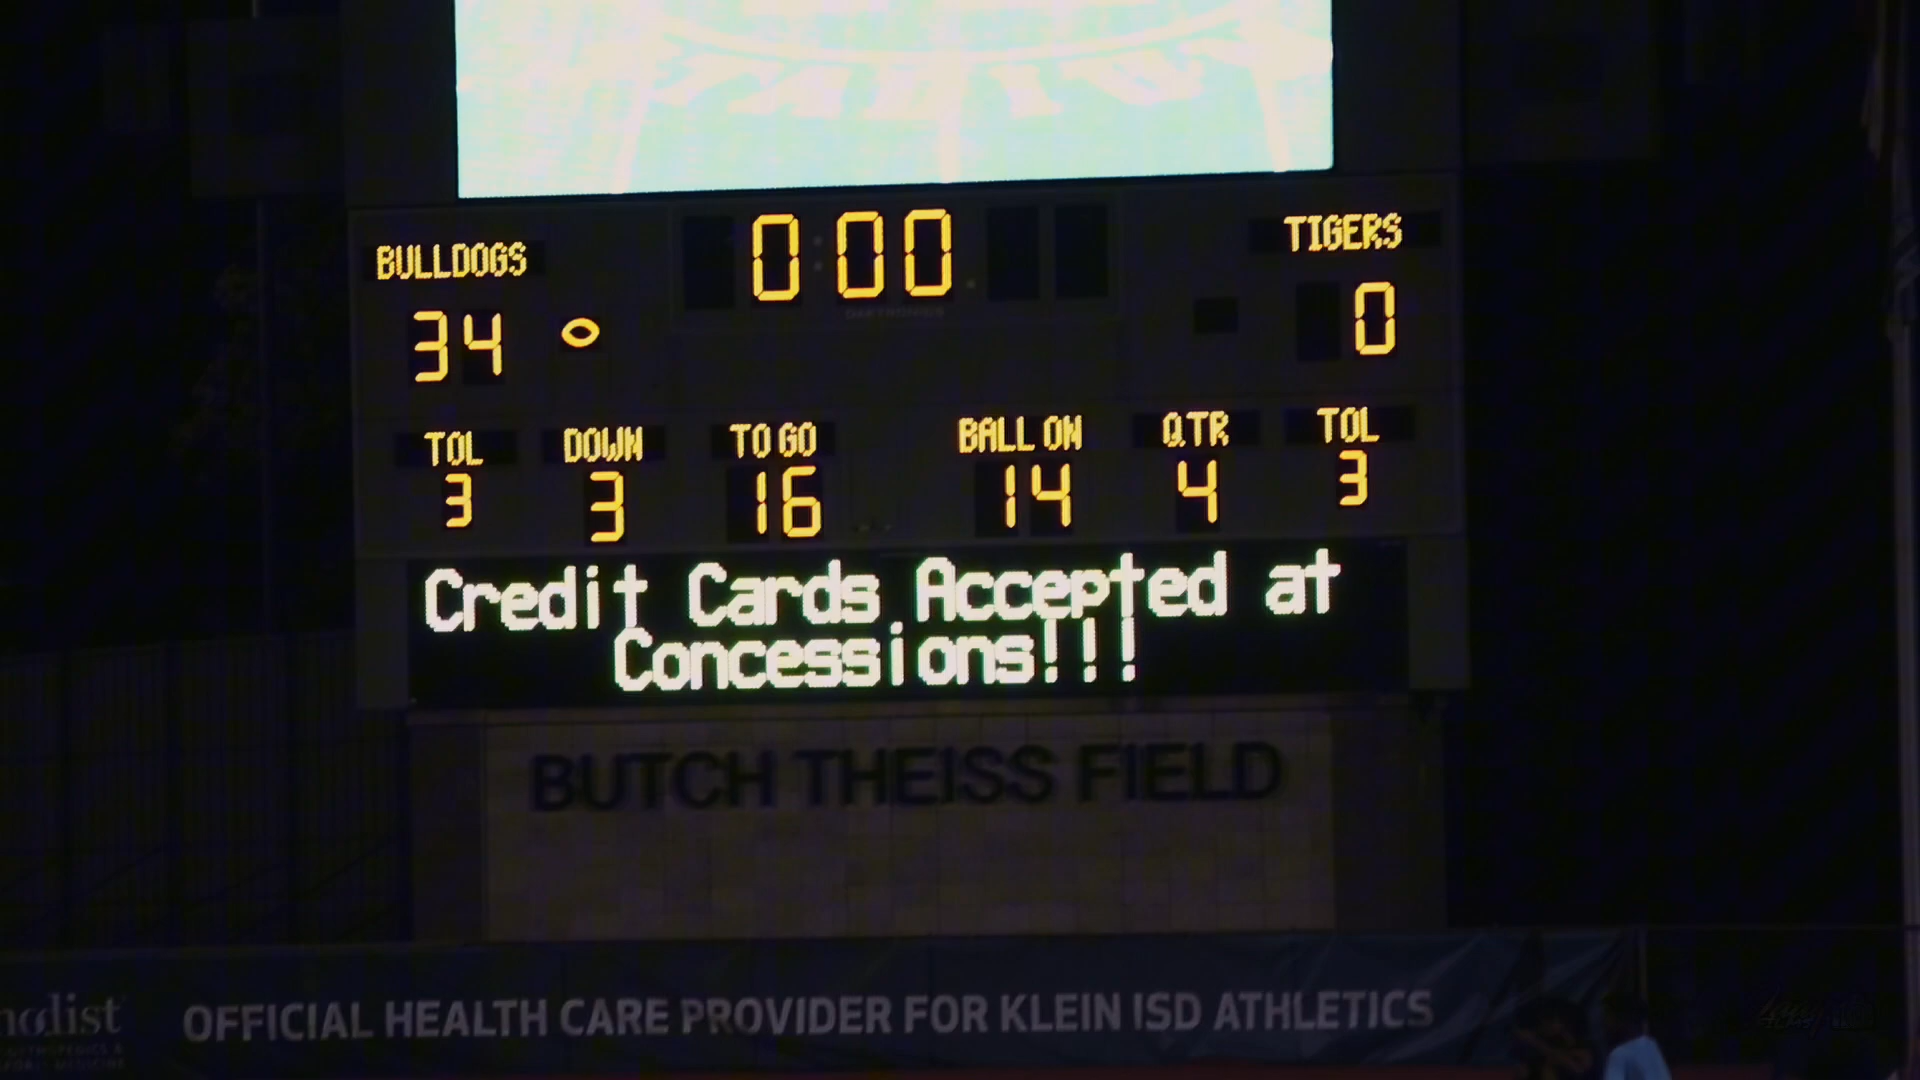 BULLDOGS
0:00
TIGERS
34
0
TOL
DOWN
TO GO
BALL ON
QTR
TOL
3
3
16
14
4
3
Credit Cards Accepted at
Concessions!!!
BUTCH THEISS FIELD
OFFICIAL HEALTH CARE PROVIDER FOR KLEIN ISD ATHLETICS